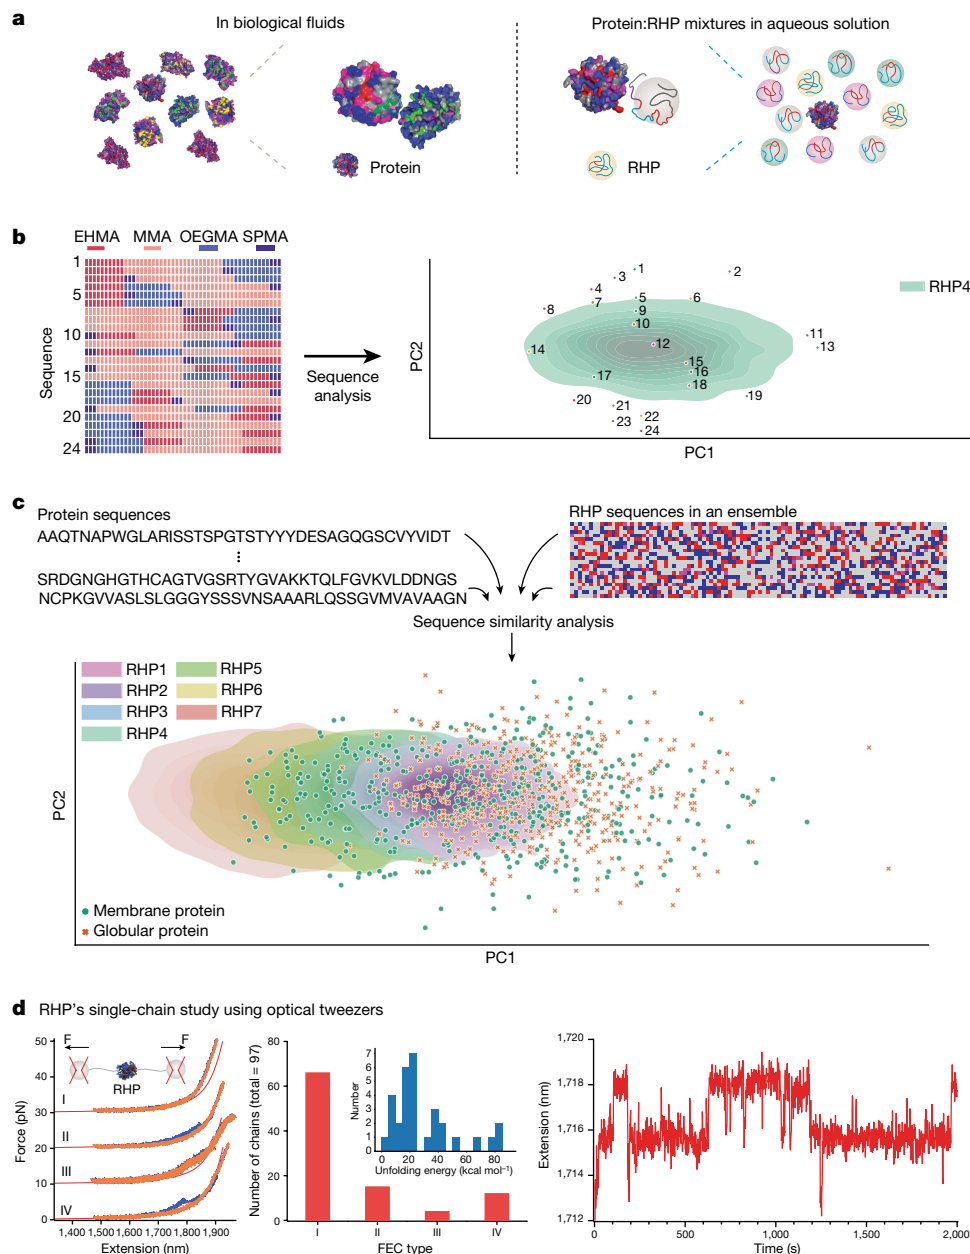 a
In biological fluids
Protein:RHP mixtures in aqueous solution
Protein
RHP
b
EHMA MMA OEGMA SPMA
Sequence
1
5
10
15
20
24
Sequence
analysis
PC2
1
2
3
4
5
6
7
8
9
10
11
12
13
14
15
16
17
18
19
20
21
22
23
24
RHP4
PC1
c
Protein sequences
AAQTNAPWGLARISSTSPGTSTYYYDESAGQGSCVYVIDT
⋮
SRDGNGHGTHCAGTVGSRTYGVAKKTQLFGVKVLDDNGS
NCPKGVVASLSLGGGYSSSVNSAAARLQSSGVMVAVAAGN
RHP sequences in an ensemble
Sequence similarity analysis
RHP1
RHP2
RHP3
RHP4
RHP5
RHP6
RHP7
PC2
Membrane protein
Globular protein
PC1
d RHP's single-chain study using optical tweezers
Force (pN)
50
40
30
20
10
0
F F
RHP
I
II
III
IV
1,400 1,500 1,600 1,700 1,800 1,900
Extension (nm)
Number of chains (total = 97)
80
60
40
20
0
Number
7
6
5
4
3
2
1
0
0 20 40 60 80
Unfolding energy (kcal mol⁻¹)
I II III IV
FEC type
Extension (nm)
1,720
1,718
1,716
1,714
1,712
0 500 1,000 1,500 2,000
Time (s)